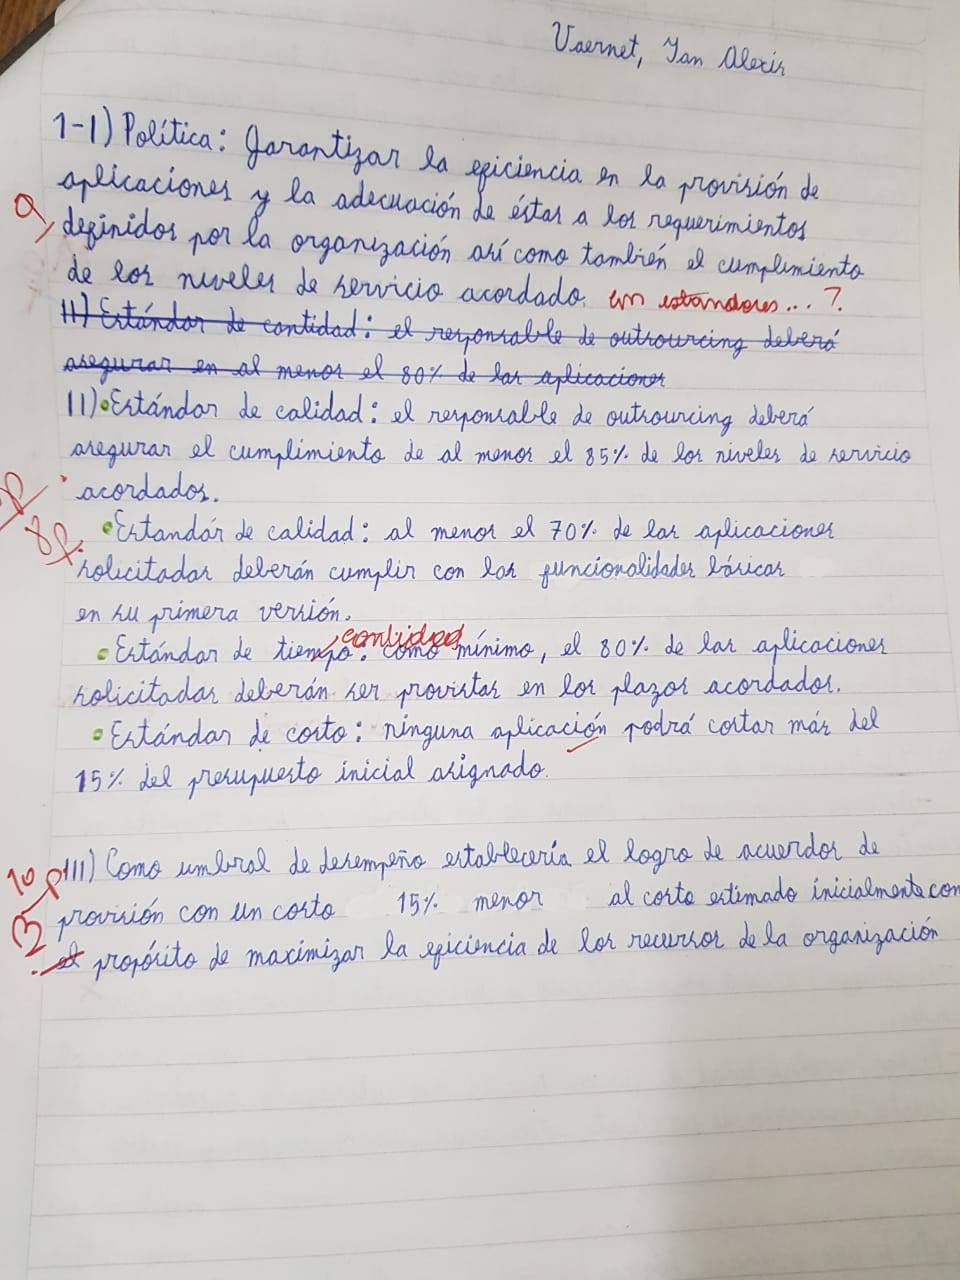 Vaernet, Ian Alexis
1-I) Política: Garantizar la eficiencia en la provisión de
aplicaciones y la adecuación de éstas a los requerimientos
definidos por la organización así como también el cumplimiento
de los niveles de servicio acordado. en estandares...?
II) Estándar de cantidad: el responsable de outsourcing deberá
asegurar en al menos el 80% de las aplicaciones
II) • Estándar de calidad: el responsable de outsourcing deberá
asegurar el cumplimiento de al menos el 85% de los niveles de servicio
acordados.
8p.
• Estandár de calidad: al menos el 70% de las aplicaciones
solicitadas deberán cumplir con las funcionalidades básicas
en su primera versión.
cantidad
• Estándar de tiempo: como mínimo, el 80% de las aplicaciones
solicitadas deberán ser provistas en los plazos acordados.
• Estándar de costo: ninguna aplicación podrá costar más del
15% del presupuesto inicial asignado.
10 p
III) Como umbral de desempeño establecería el logro de acuerdos de
provisión con un costo 15% menor al costo estimado inicialmente con
el propósito de maximizar la eficiencia de los recursos de la organización